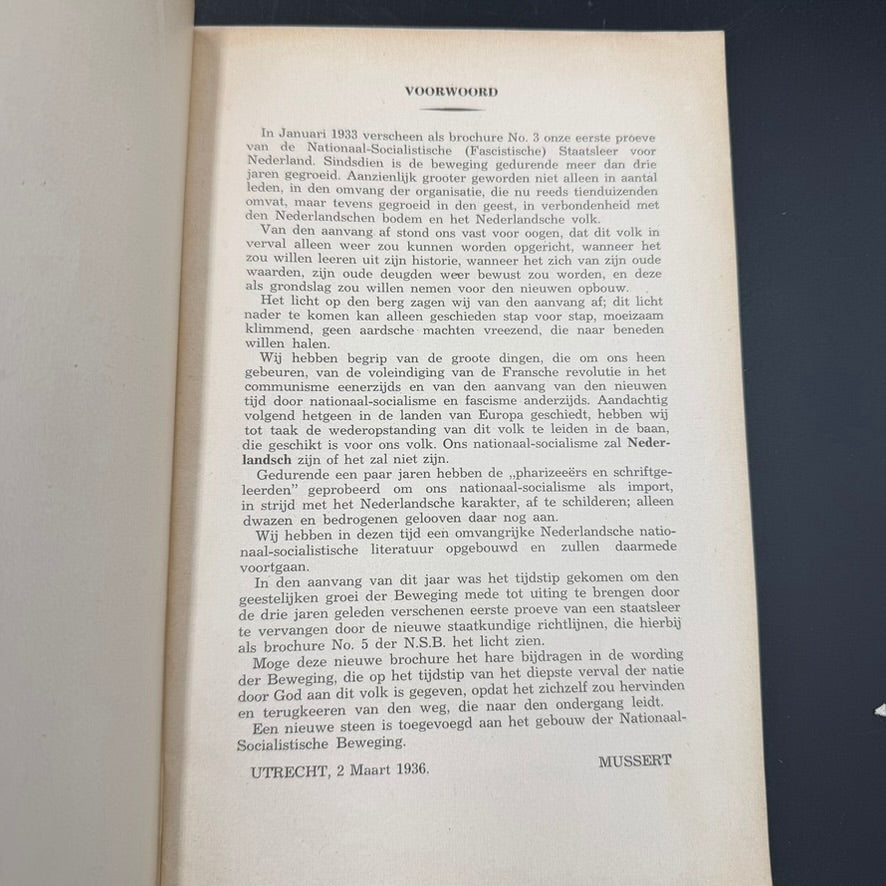 VOORWOORD
In Januari 1933 verscheen als brochure No. 3 onze eerste proeve
van de Nationaal-Socialistische (Fascistische) Staatsleer voor
Nederland. Sindsdien is de beweging gedurende meer dan drie
jaren gegroeid. Aanzienlijk grooter geworden niet alleen in aantal
leden, in den omvang der organisatie, die nu reeds tienduizenden
omvat, maar tevens gegroeid in den geest, in verbondenheid met
den Nederlandschen bodem en het Nederlandsche volk.
Van den aanvang af stond ons vast voor oogen, dat dit volk in
verval alleen weer zou kunnen worden opgericht, wanneer het
zou willen leeren uit zijn historie, wanneer het zich van zijn oude
waarden, zijn oude deugden weer bewust zou worden, en deze
als grondslag zou willen nemen voor den nieuwen opbouw.
Het licht op den berg zagen wij van den aanvang af; dit licht
nader te komen kan alleen geschieden stap voor stap, moeizaam
klimmend, geen aardsche machten vreezend, die naar beneden
willen halen.
Wij hebben begrip van de groote dingen, die om ons heen
gebeuren, van de voleindiging van de Fransche revolutie in het
communisme eenerzijds en van den aanvang van den nieuwen
tijd door nationaal-socialisme en fascisme anderzijds. Aandachtig
volgend hetgeen in de landen van Europa geschiedt, hebben wij
tot taak de wederopstanding van dit volk te leiden in de baan,
die geschikt is voor ons volk. Ons nationaal-socialisme zal Neder-
landsch zijn of het zal niet zijn.
Gedurende een paar jaren hebben de „pharizeeërs en schriftge-
leerden” geprobeerd om ons nationaal-socialisme als import,
in strijd met het Nederlandsche karakter, af te schilderen; alleen
dwazen en bedrogenen gelooven daar nog aan.
Wij hebben in dezen tijd een omvangrijke Nederlandsche natio-
naal-socialistische literatuur opgebouwd en zullen daarmede
voortgaan.
In den aanvang van dit jaar was het tijdstip gekomen om den
geestelijken groei der Beweging mede tot uiting te brengen door
de drie jaren geleden verschenen eerste proeve van een staatsleer
te vervangen door de nieuwe staatkundige richtlijnen, die hierbij
als brochure No. 5 der N.S.B. het licht zien.
Moge deze nieuwe brochure het hare bijdragen in de wording
der Beweging, die op het tijdstip van het diepste verval der natie
door God aan dit volk is gegeven, opdat het zichzelf zou hervinden
en terugkeeren van den weg, die naar den ondergang leidt.
Een nieuwe steen is toegevoegd aan het gebouw der Nationaal-
Socialistische Beweging.
UTRECHT, 2 Maart 1936. MUSSERT